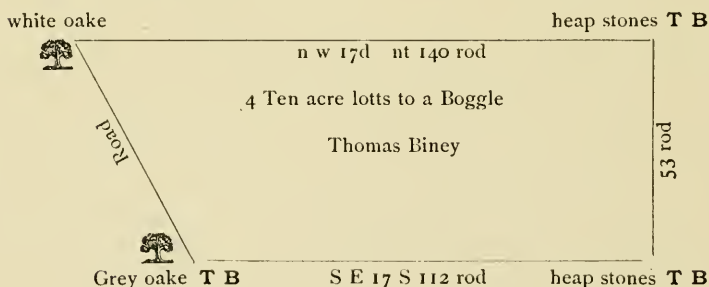 white oake heap stones T B
n w 17d nt 140 rod
4 Ten acre lotts to a Boggle
Thomas Biney
Road
53 rod
Grey oake T B S E 17 S 112 rod heap stones T B